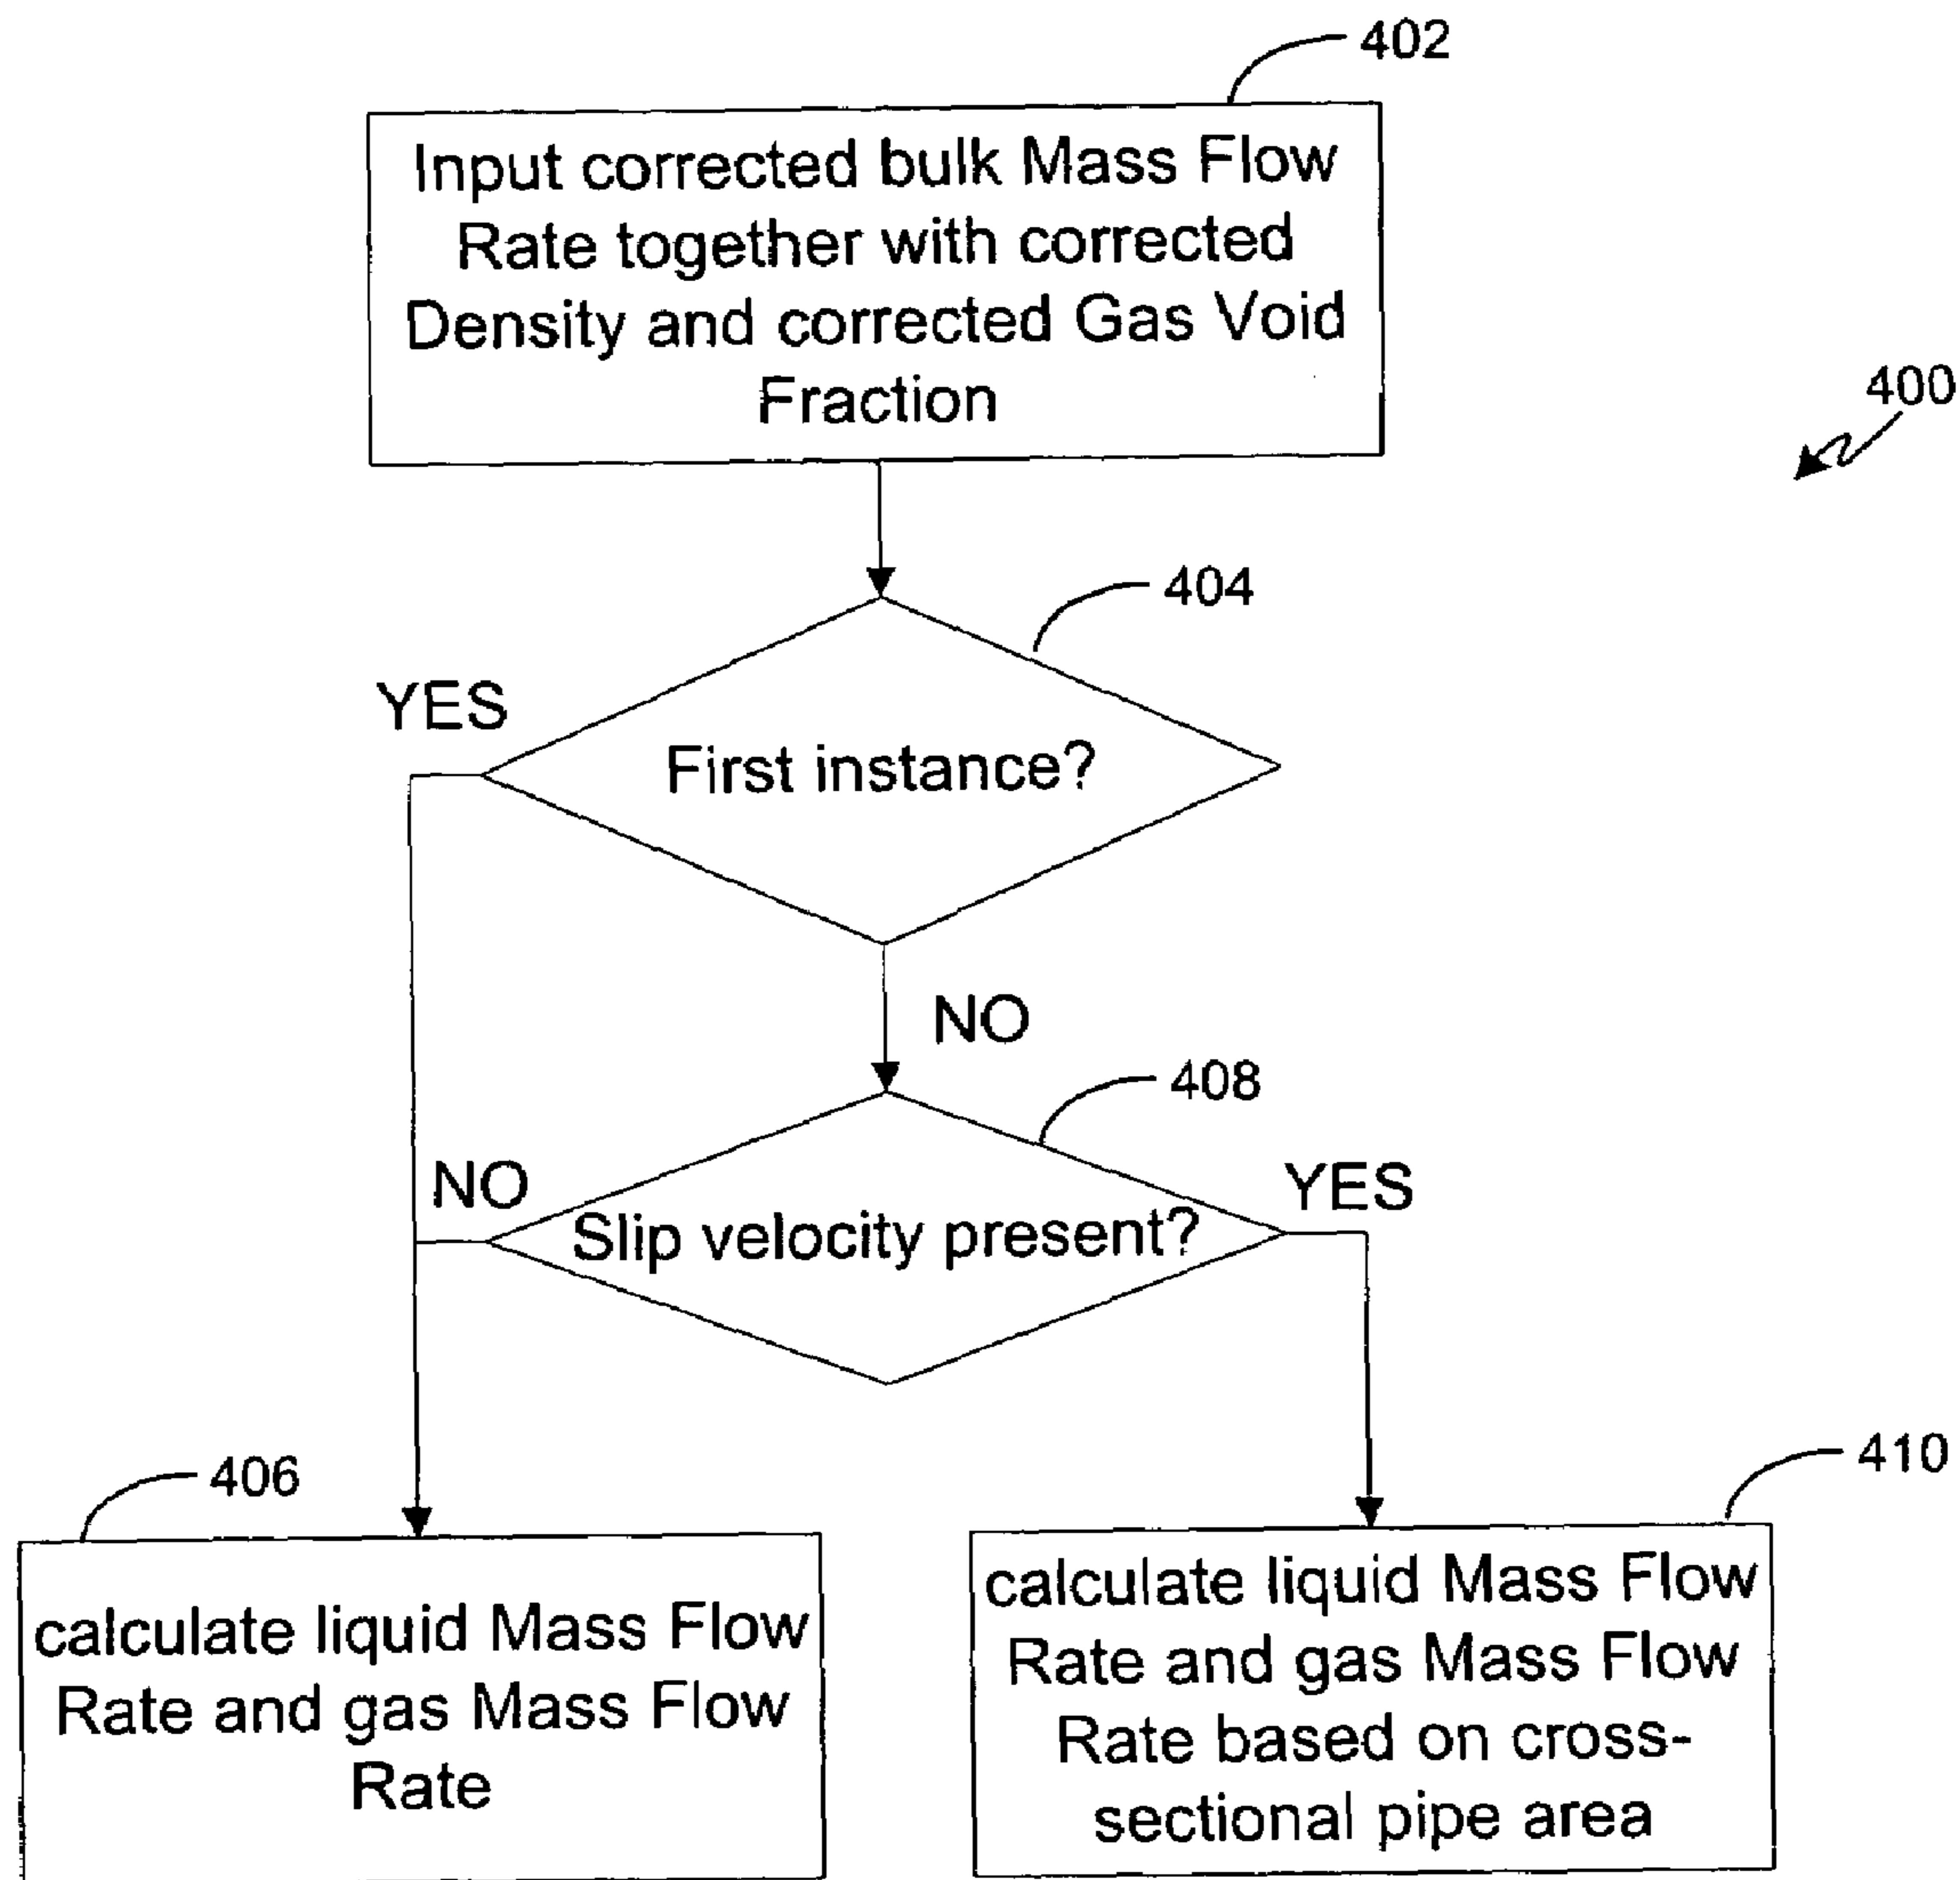 402
Input corrected bulk Mass Flow
Rate together with corrected
Density and corrected Gas Void
Fraction
400
404
YES
First instance?
NO
408
NO
YES
Slip velocity present?
406
410
calculate liquid Mass Flow
Rate and gas Mass Flow
Rate
calculate liquid Mass Flow
Rate and gas Mass Flow
Rate based on cross-
sectional pipe area